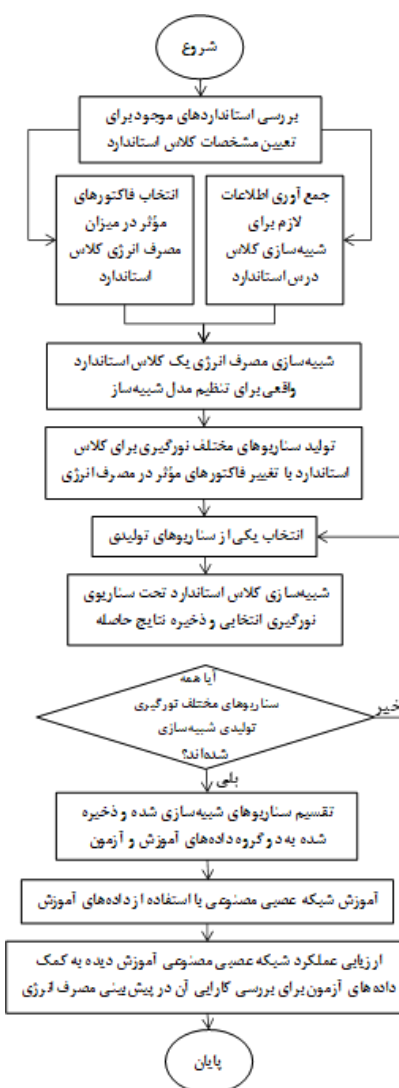 شروع
بررسی استانداردهای موجود برای
تعیین مشخصات کلاس استاندارد
انتخاب فاکتورهای
مؤثر در میزان
مصرف انرژی کلاس
استاندارد
جمع آوری اطلاعات
لازم برای
شبیه‌سازی کلاس
درس استاندارد
شبیه‌سازی مصرف انرژی یک کلاس استاندارد
واقعی برای تنظیم مدل شبیه‌ساز
تولید سناریوهای مختلف نورگیری برای کلاس
استاندارد با تغییر فاکتورهای مؤثر در مصرف انرژی
انتخاب یکی از سناریوهای تولیدی
شبیه‌سازی کلاس استاندارد تحت سناریوی
نورگیری انتخابی و ذخیره نتایج حاصله
آیا همه
سناریوهای مختلف نورگیری
تولیدی شبیه‌سازی
شده‌اند؟
خیر
بلی
تقسیم سناریوهای شبیه‌سازی شده و ذخیره
شده به دو گروه داده‌های آموزش و آزمون
آموزش شبکه عصبی مصنوعی با استفاده از داده‌های آموزش
ارزیابی عملکرد شبکه عصبی مصنوعی آموزش دیده به کمک
داده های آزمون برای بررسی کارایی آن در پیش‌بینی مصرف انرژی
پایان